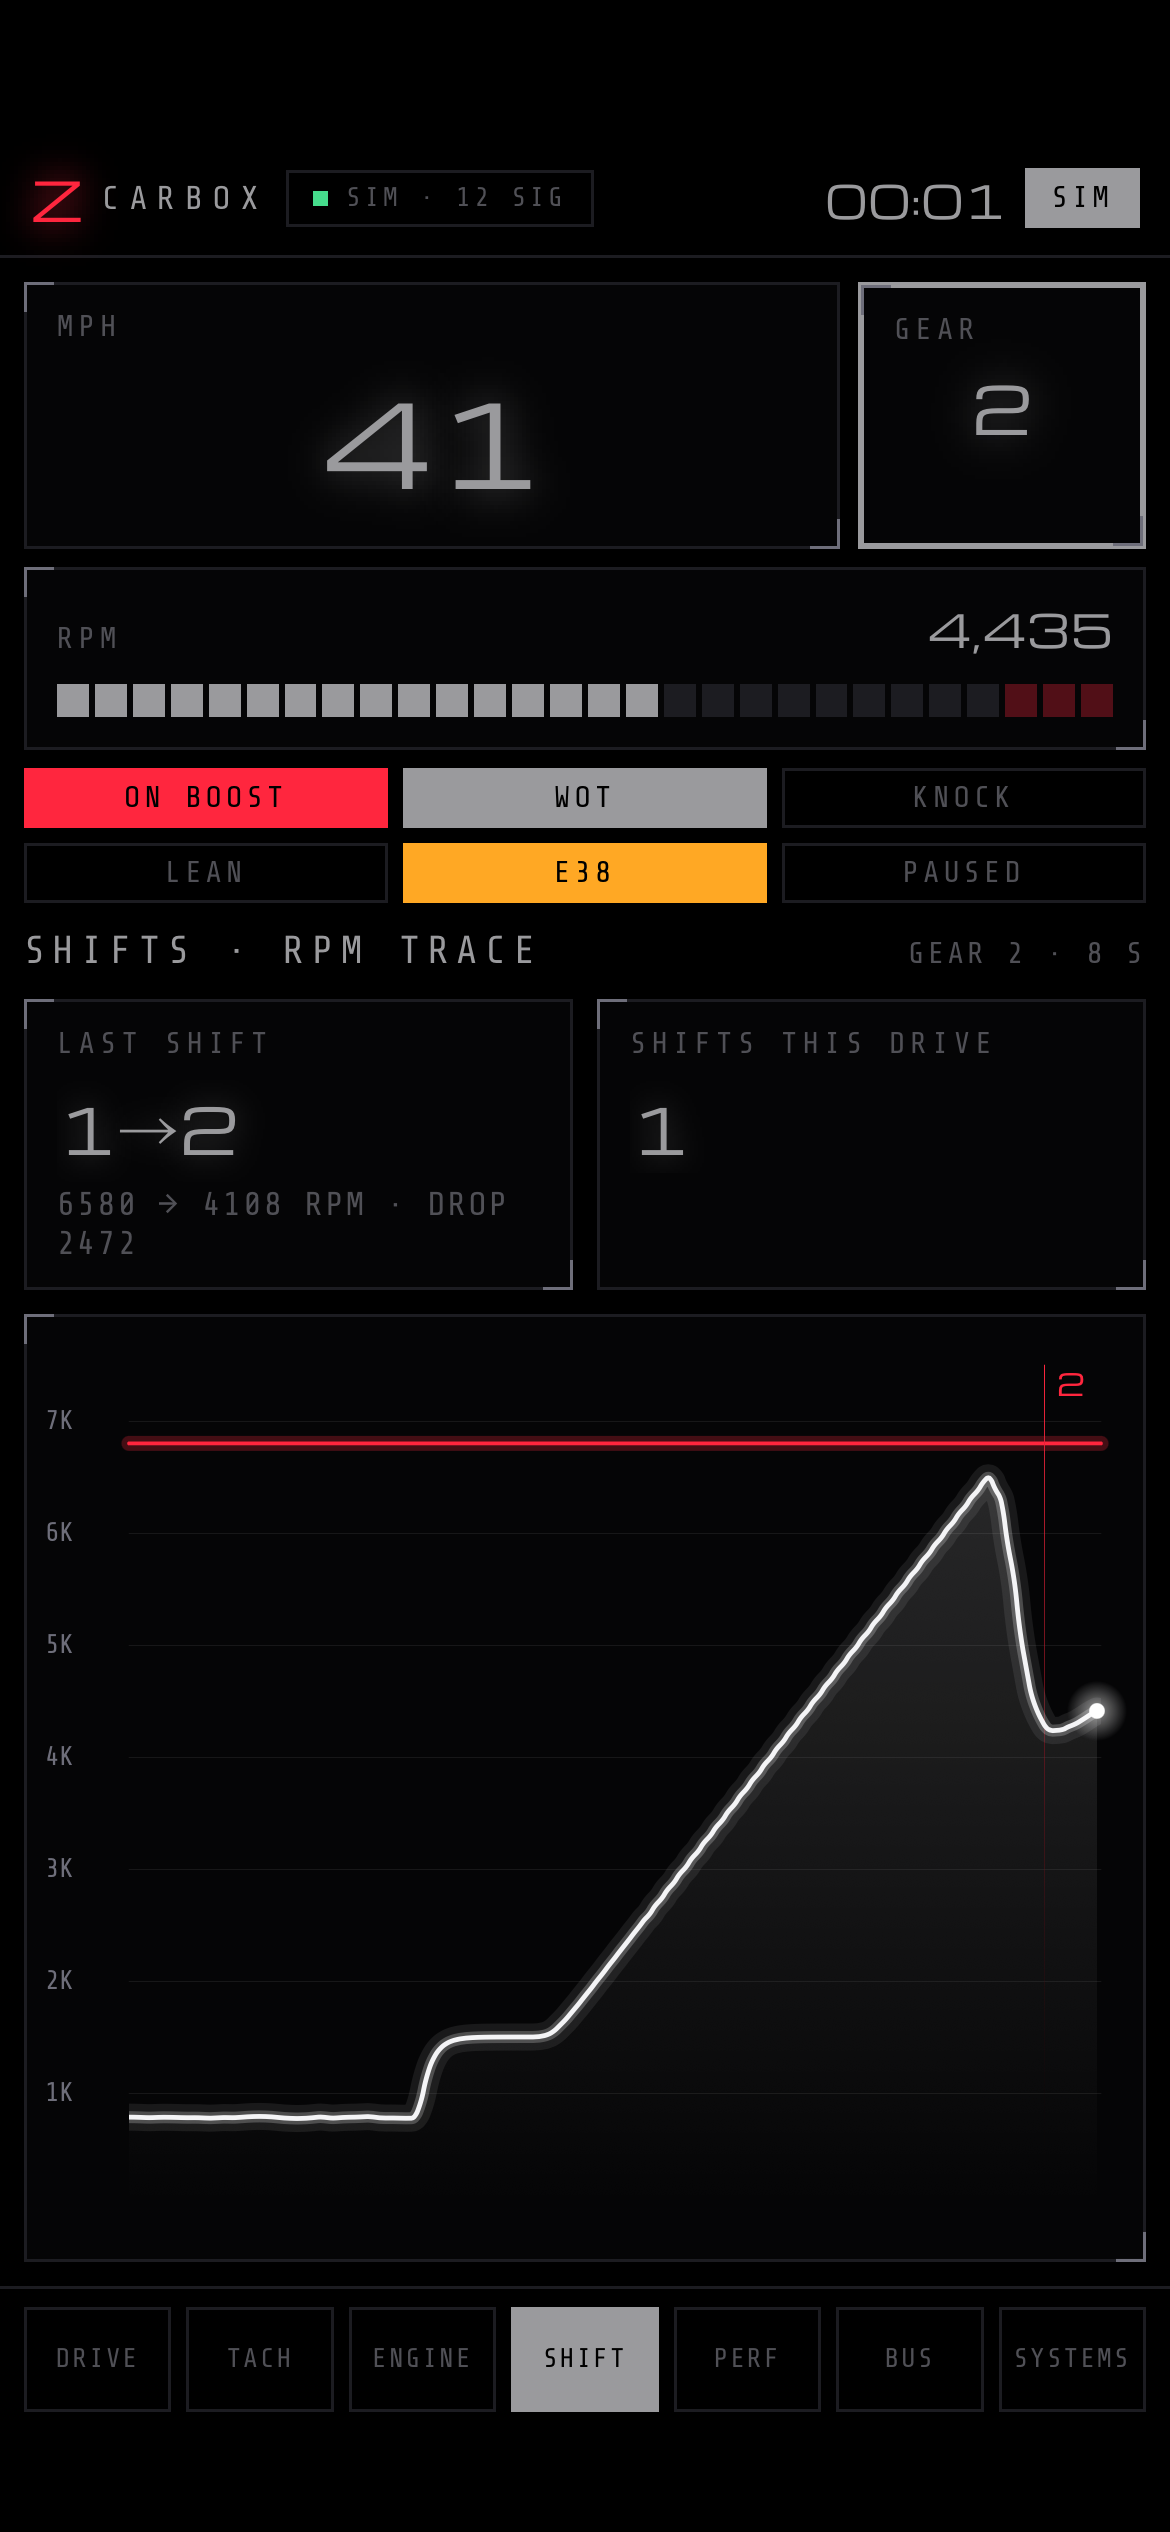 Z CARBOX SIM · 12 SIG 00:01 SIM
MPH
41
GEAR
2
RPM 4,435
ON BOOST WOT KNOCK
LEAN E38 PAUSED
SHIFTS · RPM TRACE GEAR 2 · 8 S
LAST SHIFT
1→2
6580 → 4108 RPM · DROP
2472
SHIFTS THIS DRIVE
1
2
7K
6K
5K
4K
3K
2K
1K
DRIVE TACH ENGINE SHIFT PERF BUS SYSTEMS